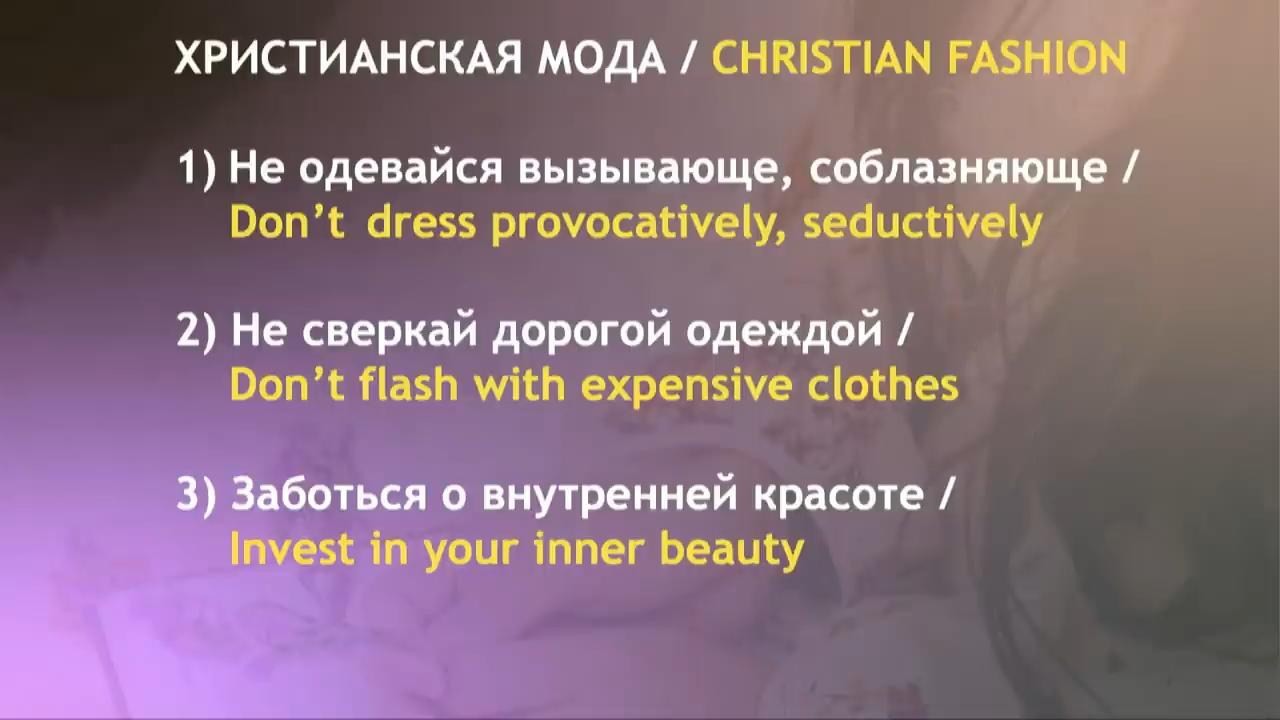 ХРИСТИАНСКАЯ МОДА / CHRISTIAN FASHION
1) Не одевайся вызывающе, соблазняюще /
Don’t dress provocatively, seductively
2) Не сверкай дорогой одеждой /
Don’t flash with expensive clothes
3) Заботься о внутренней красоте /
Invest in your inner beauty